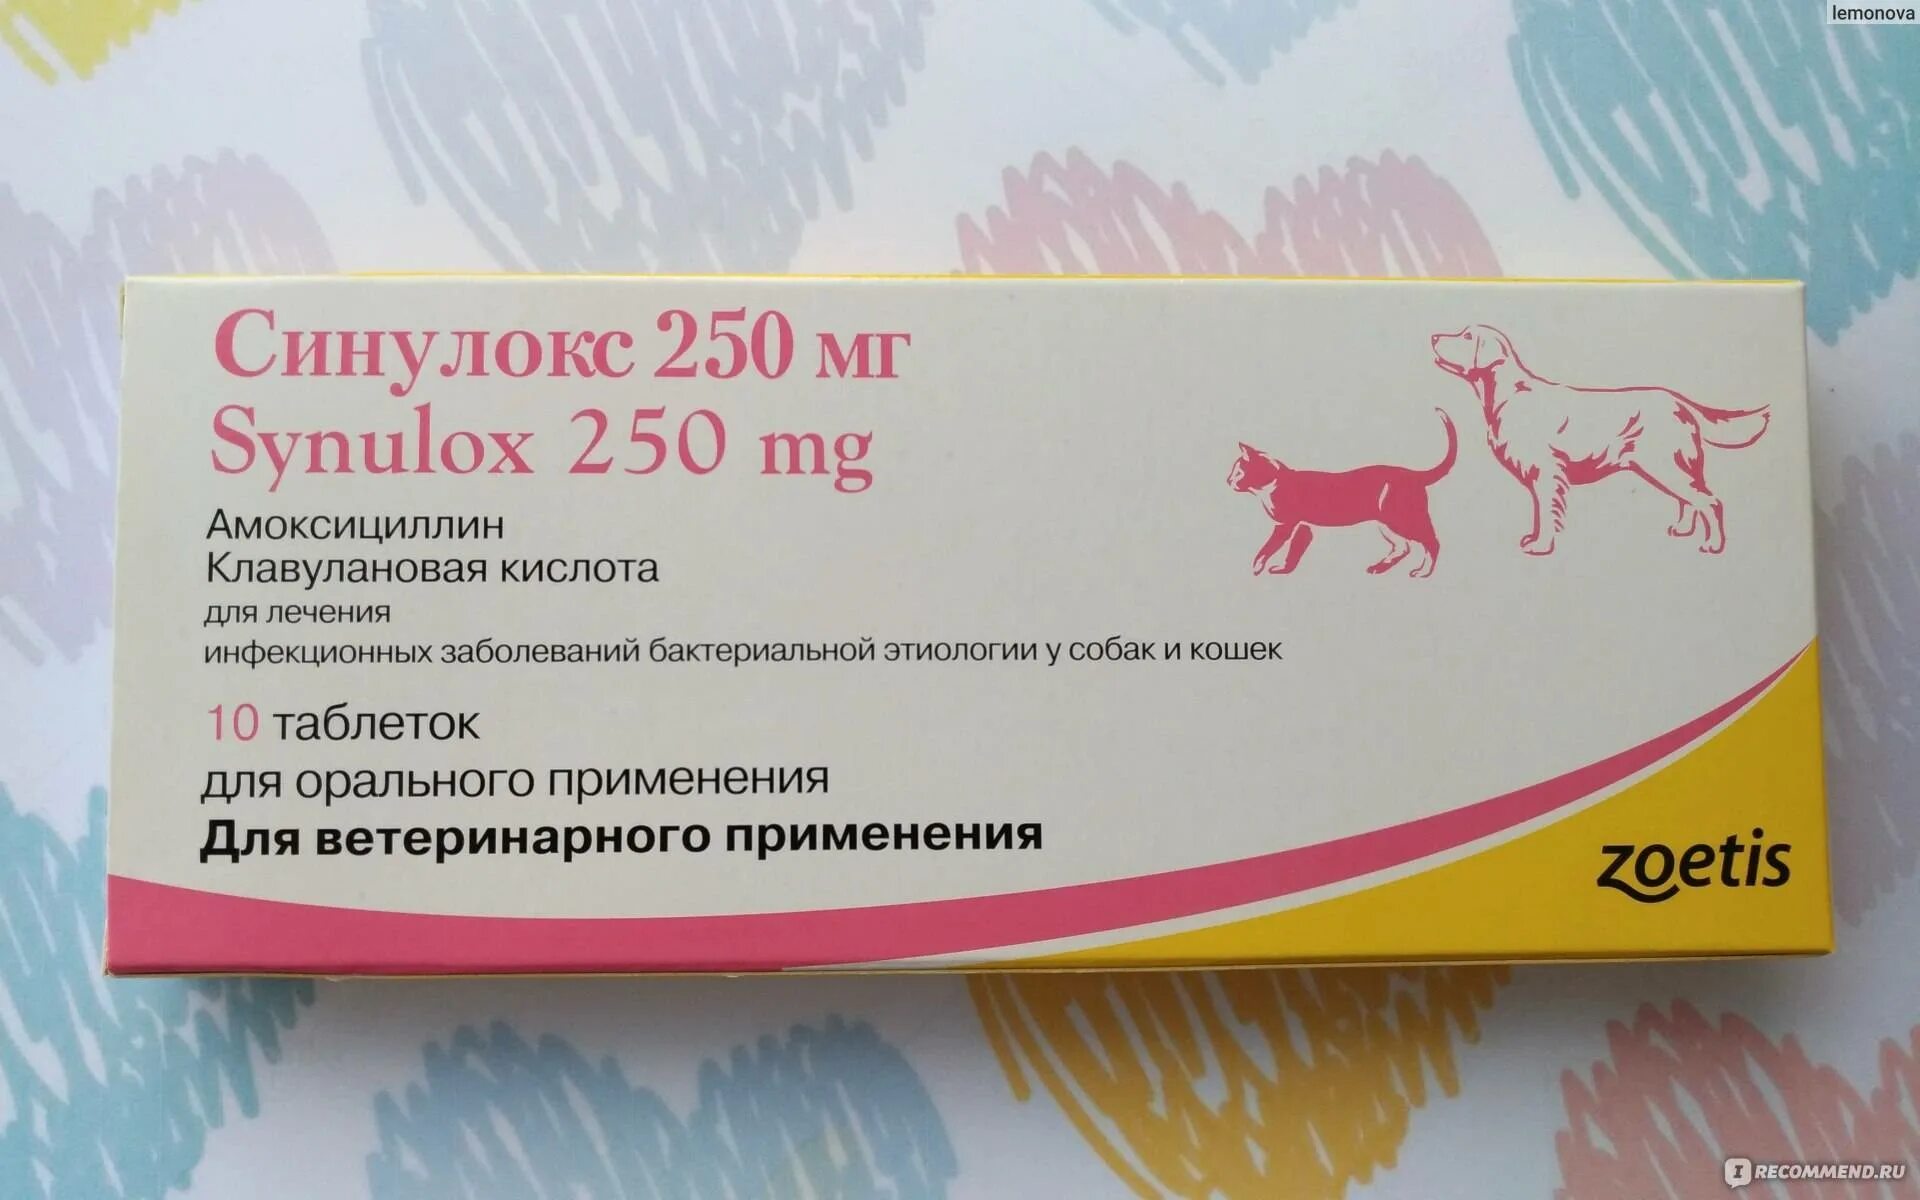 lemonova
Синулокс 250 мг
Synulox 250 mg
Амоксициллин
Клавулановая кислота
для лечения
инфекционных заболеваний бактериальной этиологии у собак и кошек
10 таблеток
для орального применения
Для ветеринарного применения
zoetis
I RECOMMEND.RU